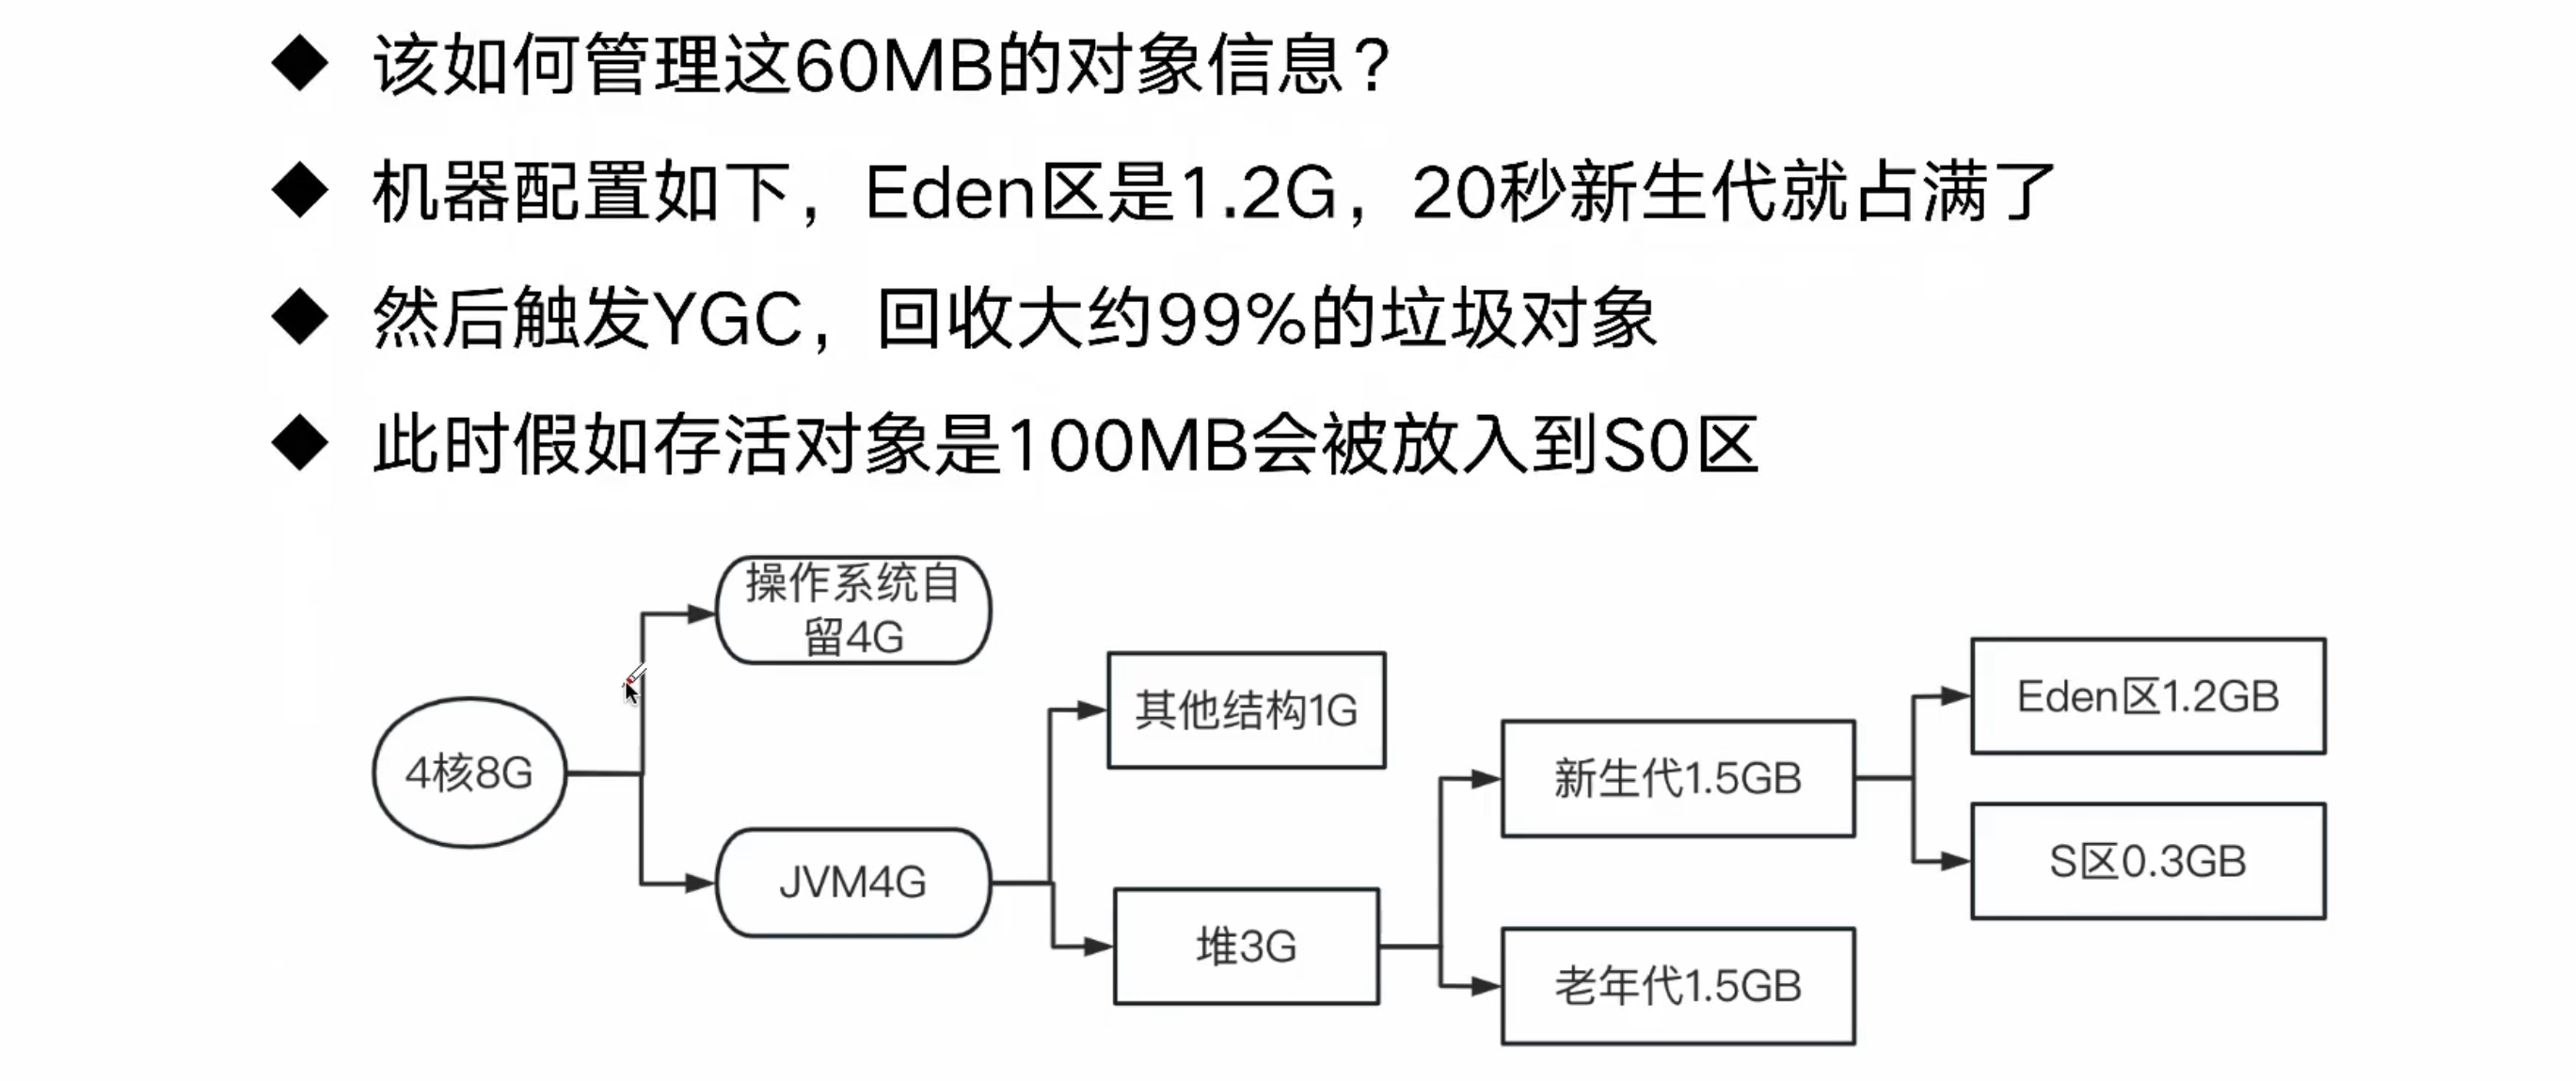 该如何管理这60MB的对象信息？
机器配置如下，Eden区是1.2G，20秒新生代就占满了
然后触发YGC，回收大约99%的垃圾对象
此时假如存活对象是100MB会被放入到S0区
操作系统自
留4G
其他结构1G
Eden区1.2GB
4核8G
新生代1.5GB
S区0.3GB
JVM4G
堆3G
老年代1.5GB